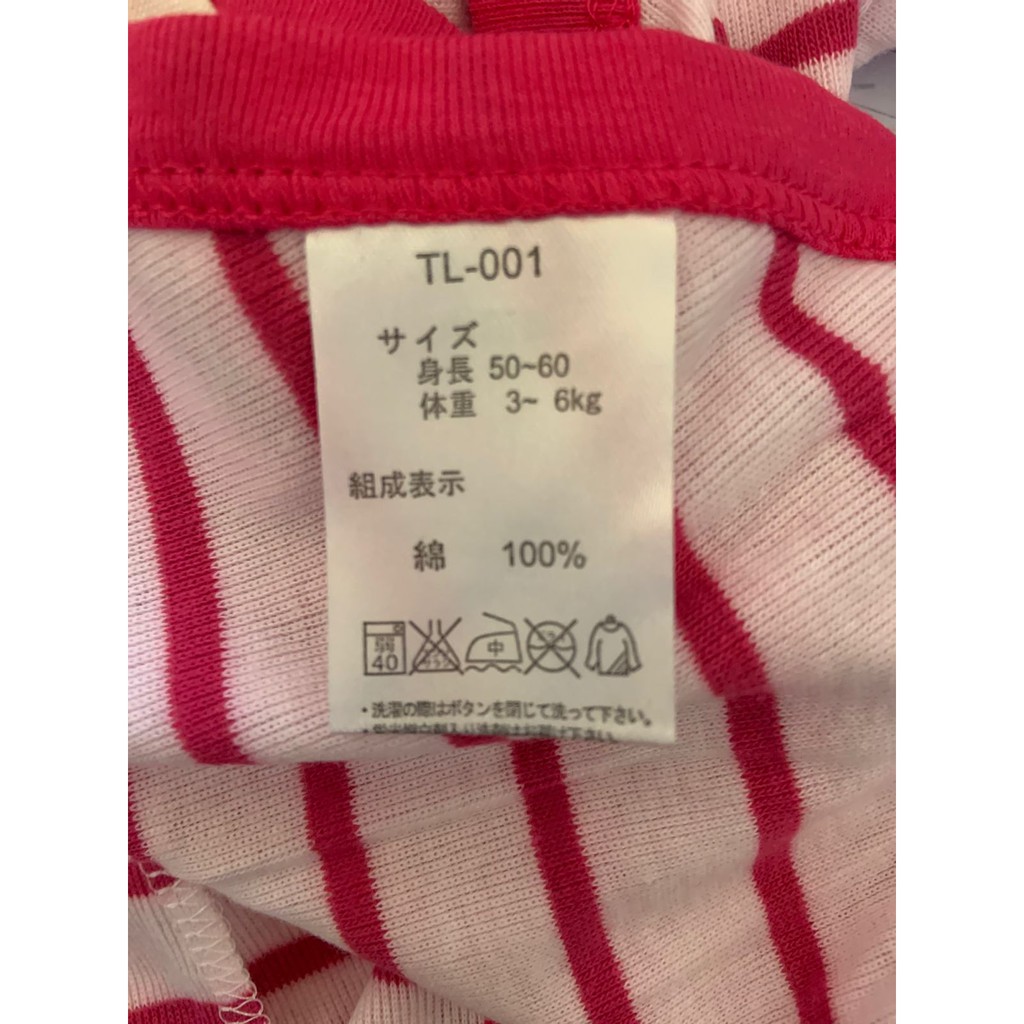 TL-001
サイズ
身長 50~60
体重 3~ 6kg
組成表示
綿 100%
弱 40 中
・洗濯の際はボタンを閉じて洗って下さい。